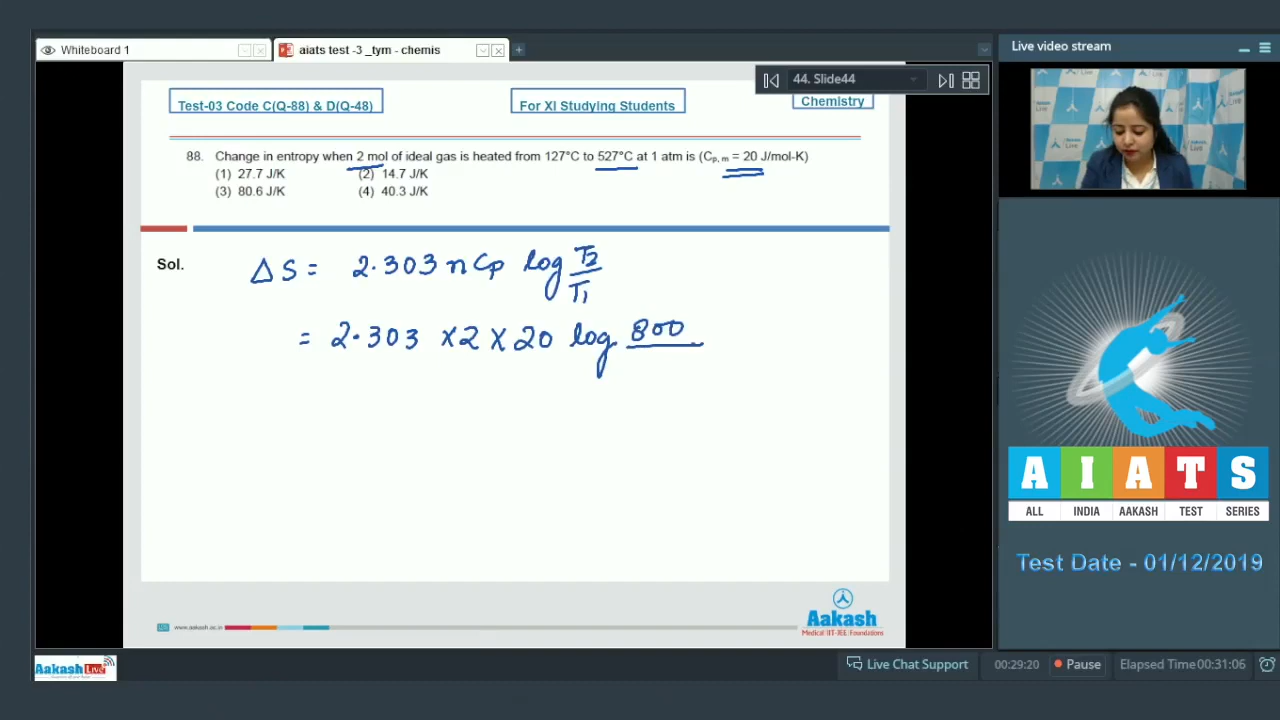 Whiteboard 1
aiats test -3 _tym - chemis
Live video stream
44. Slide44
Test-03 Code C(Q-88) & D(Q-48)
For XI Studying Students
Chemistry
88. Change in entropy when 2 mol of ideal gas is heated from 127°C to 527°C at 1 atm is (Cp, m = 20 J/mol-K)
(1) 27.7 J/K (2) 14.7 J/K
(3) 80.6 J/K (4) 40.3 J/K
Sol.
ΔS = 2.303 n Cp log T2/T1
= 2.303 × 2 × 20 log 800
A I A T S
ALL INDIA AAKASH TEST SERIES
Test Date - 01/12/2019
www.aakash.ac.in
Aakash
Medical|IIT-JEE|Foundations
Aakash Live
Live Chat Support
00:29:20
Pause
Elapsed Time 00:31:06